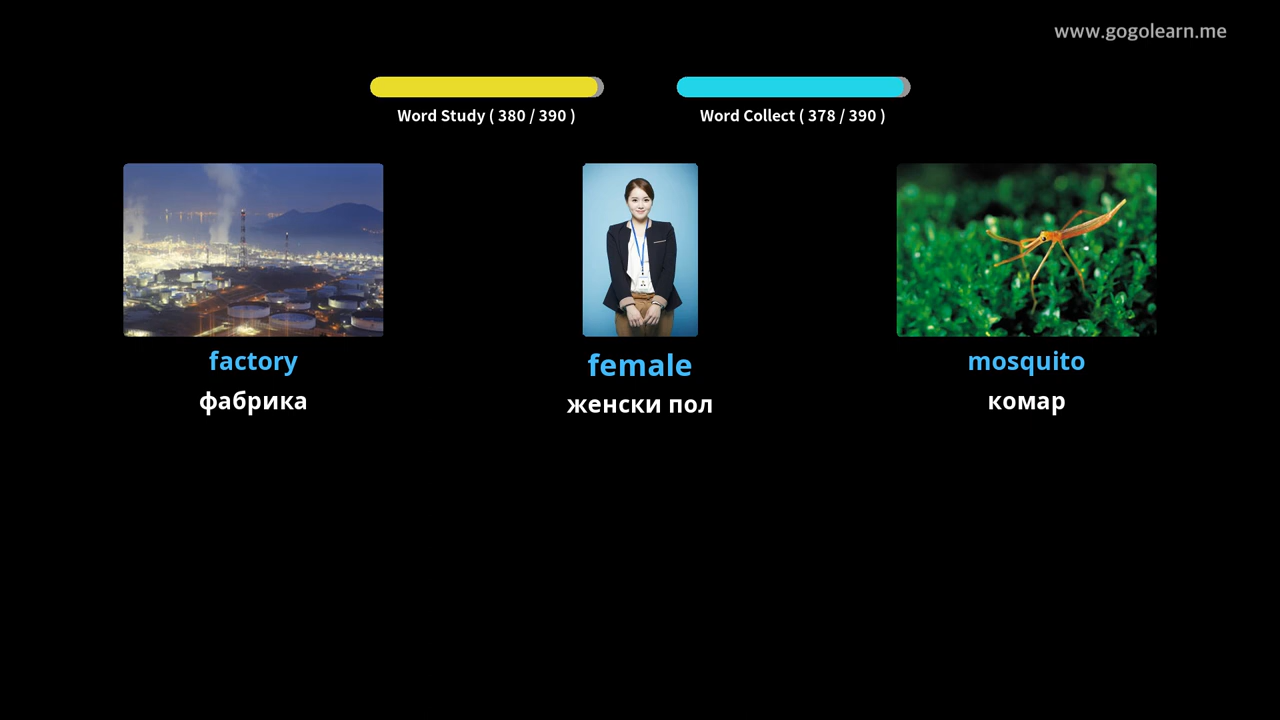 www.gogolearn.me
Word Study ( 380 / 390 )
Word Collect ( 378 / 390 )
factory
female
mosquito
фабрика
женски пол
комар